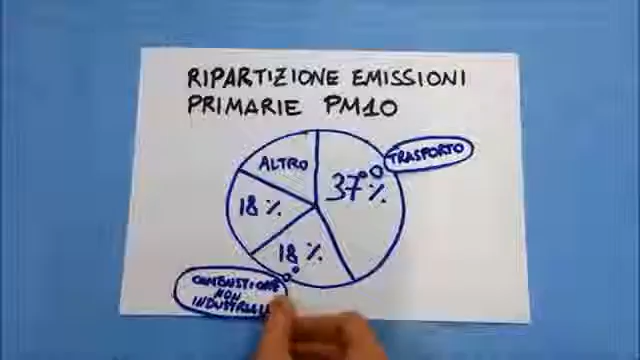 RIPARTIZIONE EMISSIONI
PRIMARIE PM10
ALTRO
37%
TRASPORTO
18%
18%
COMBUSTIONE
NON
INDUSTRIALE